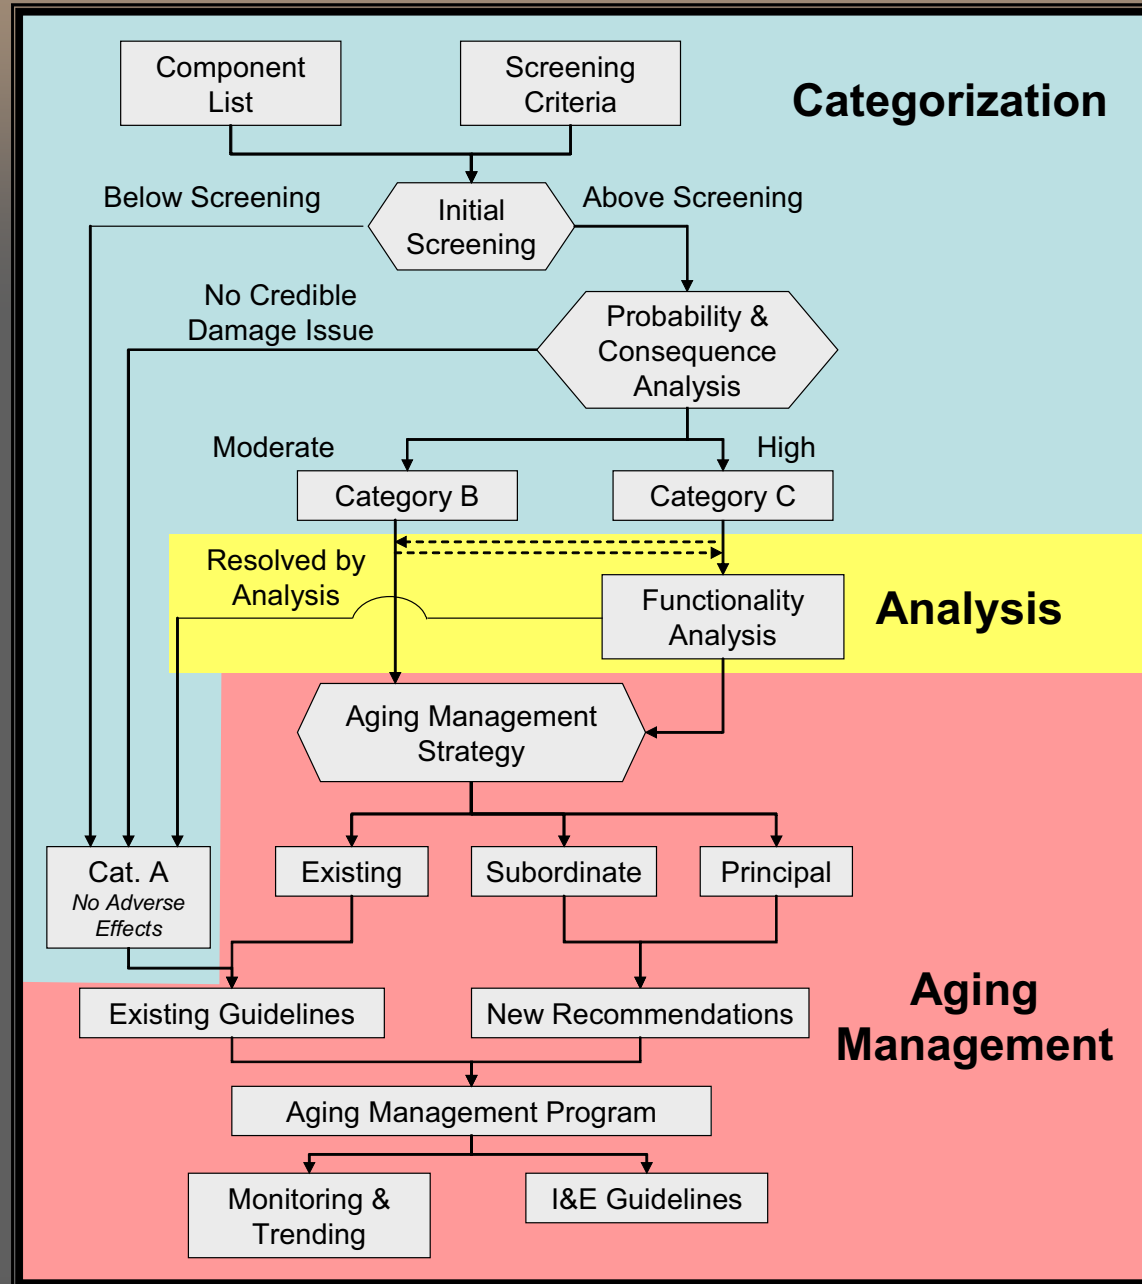 Component
List
Screening
Criteria
Categorization
Below Screening
Initial
Screening
Above Screening
No Credible
Damage Issue
Probability &
Consequence
Analysis
Moderate
High
Category B
Category C
Resolved by
Analysis
Functionality
Analysis
Analysis
Aging Management
Strategy
Cat. A
No Adverse
Effects
Existing
Subordinate
Principal
Existing Guidelines
New Recommendations
Aging
Management
Aging Management Program
Monitoring &
Trending
I&E Guidelines